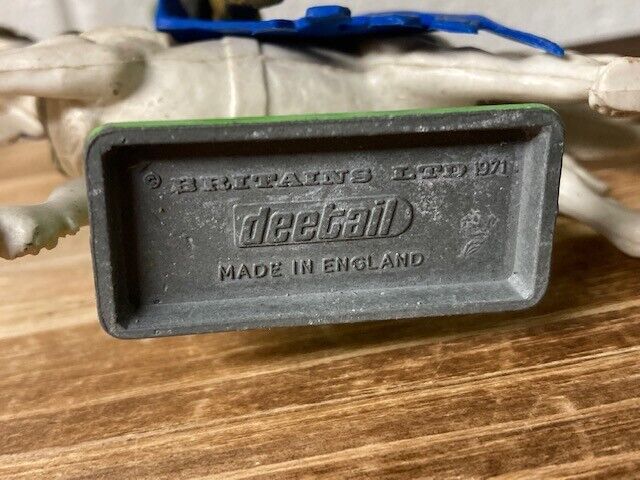 © BRITAINS LTD 1971
deetail
MADE IN ENGLAND